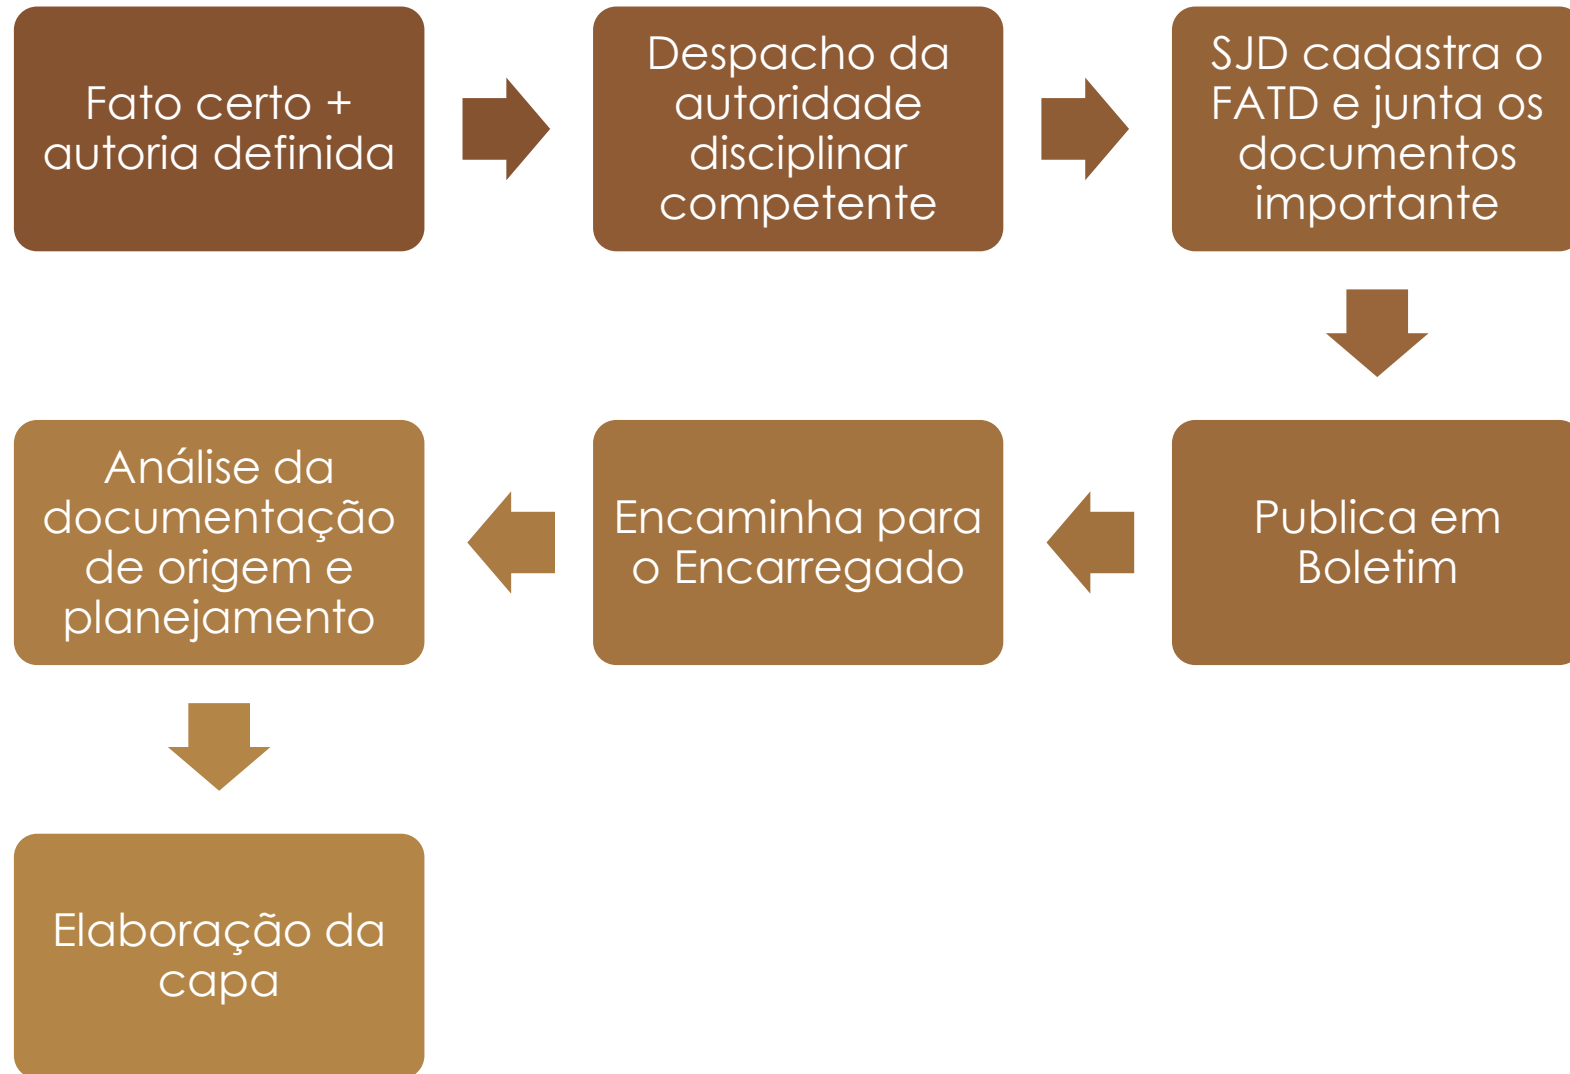 Fato certo +
autoria definida
Despacho da
autoridade
disciplinar
competente
SJD cadastra o
FATD e junta os
documentos
importante
Publica em
Boletim
Encaminha para
o Encarregado
Análise da
documentação
de origem e
planejamento
Elaboração da
capa